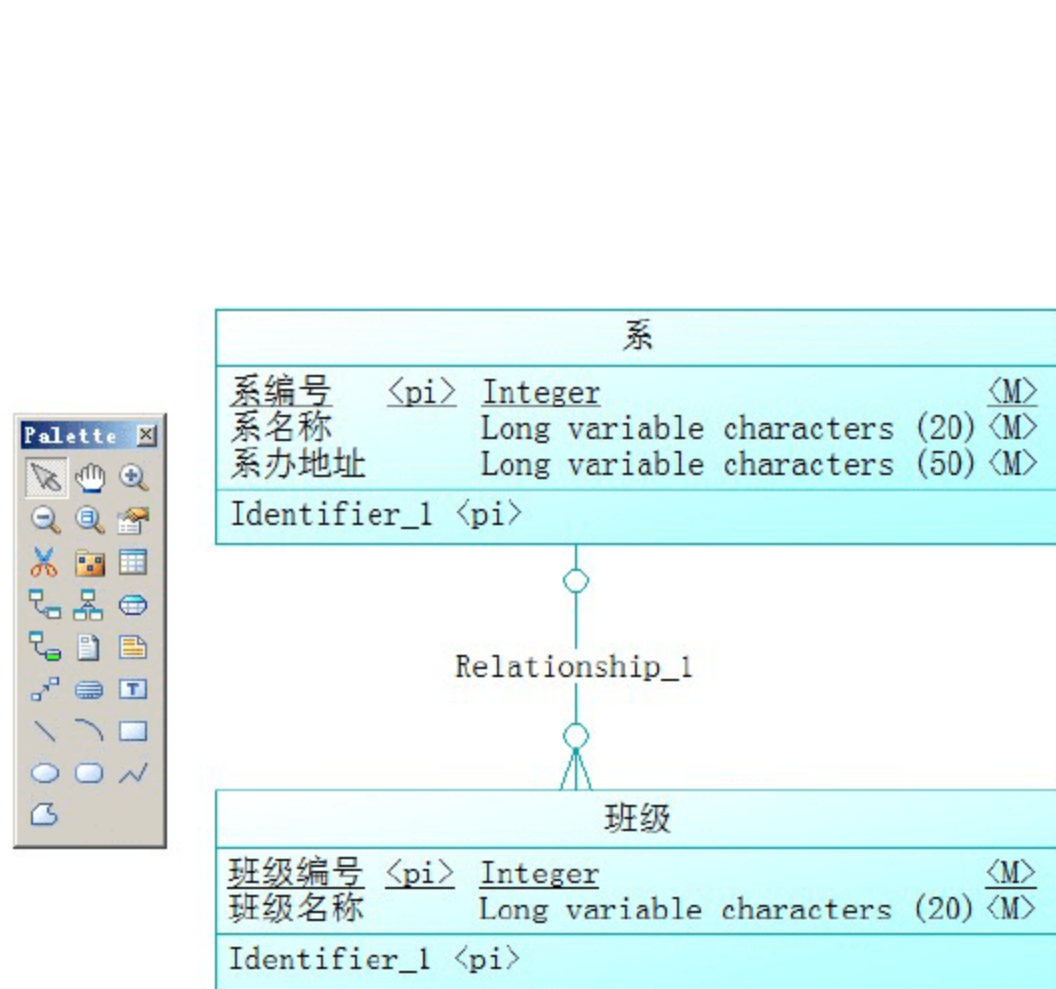 系
系编号 <pi> Integer <M>
系名称 Long variable characters (20) <M>
系办地址 Long variable characters (50) <M>
Identifier_1 <pi>
Palette
Relationship_1
班级
班级编号 <pi> Integer <M>
班级名称 Long variable characters (20) <M>
Identifier_1 <pi>